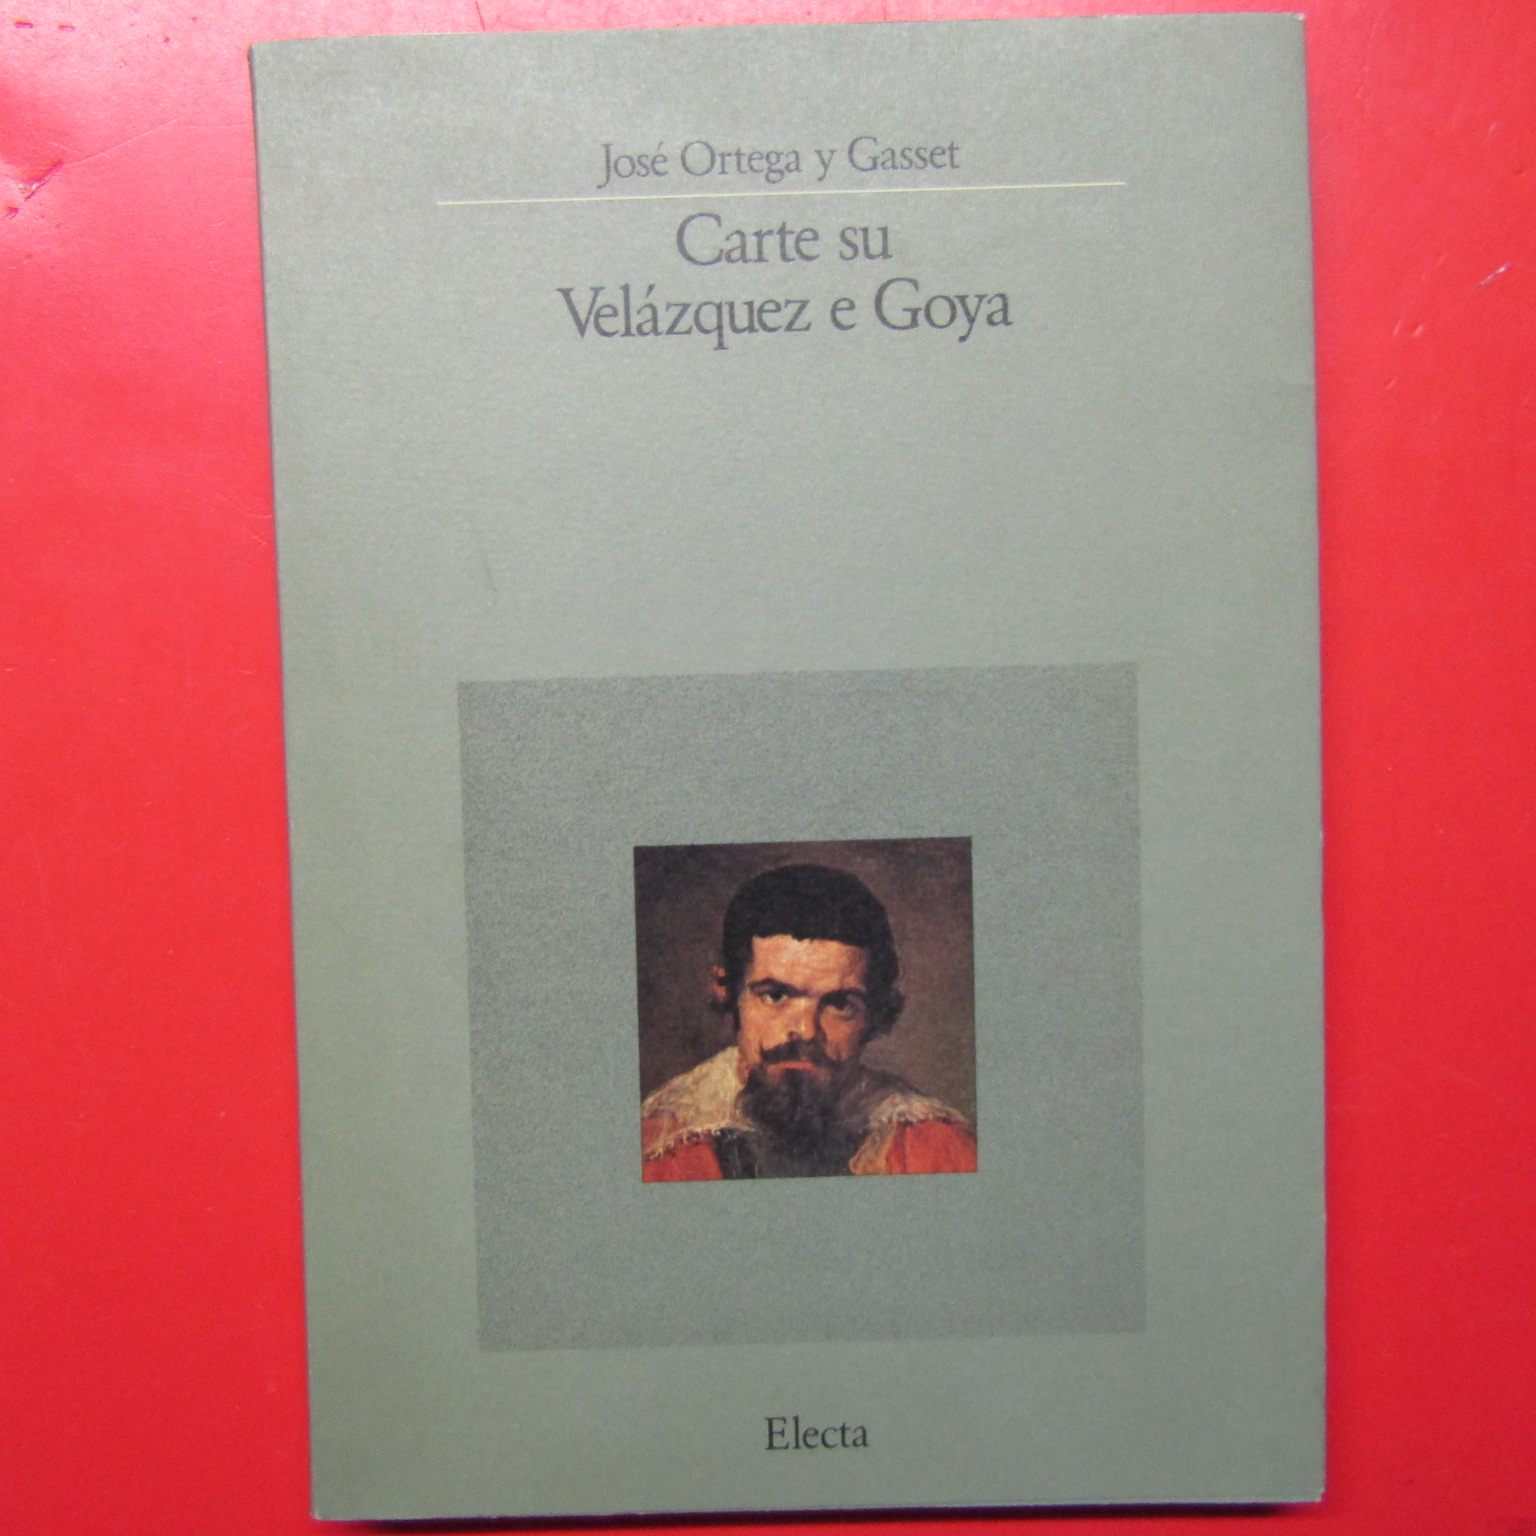 José Ortega y Gasset
Carte su
Velázquez e Goya
Electa